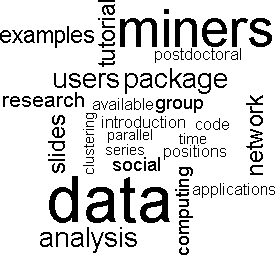 tutorial
miners
examples
postdoctoral
users
package
research
available
group
slides
clustering
introduction
code
parallel
time
network
series
positions
social
computing
data
applications
analysis